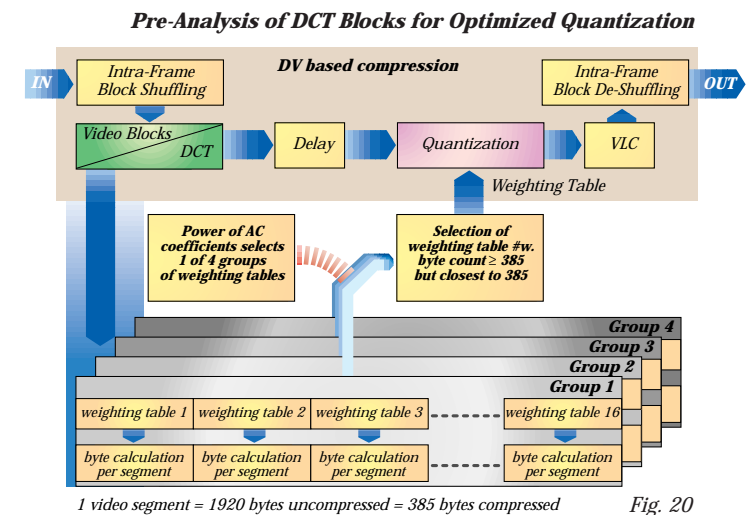 Pre-Analysis of DCT Blocks for Optimized Quantization
DV based compression
IN
Intra-Frame
Block Shuffling
Intra-Frame
Block De-Shuffling
OUT
Video Blocks
DCT
Delay
Quantization
VLC
Weighting Table
Power of AC
coefficients selects
1 of 4 groups
of weighting tables
Selection of
weighting table #w.
byte count ≥ 385
but closest to 385
Group 4
Group 3
Group 2
Group 1
weighting table 1
weighting table 2
weighting table 3
weighting table 16
byte calculation
per segment
byte calculation
per segment
byte calculation
per segment
byte calculation
per segment
1 video segment = 1920 bytes uncompressed = 385 bytes compressed
Fig. 20